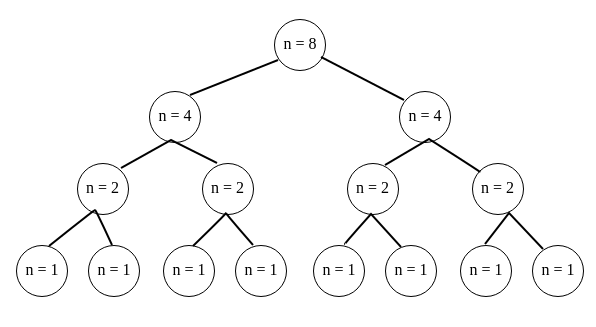 n = 8
n = 4
n = 4
n = 2
n = 2
n = 2
n = 2
n = 1
n = 1
n = 1
n = 1
n = 1
n = 1
n = 1
n = 1